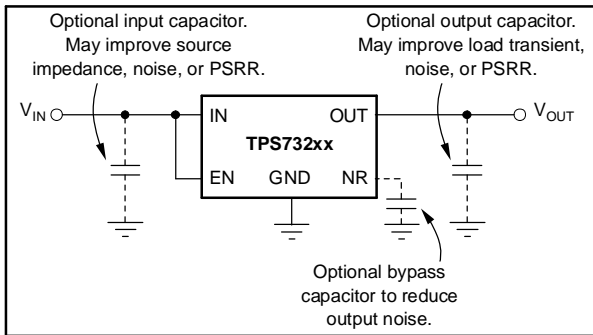 Optional input capacitor.
May improve source
impedance, noise, or PSRR.
Optional output capacitor.
May improve load transient,
noise, or PSRR.
VIN
IN
OUT
VOUT
TPS732xx
EN
GND
NR
Optional bypass
capacitor to reduce
output noise.